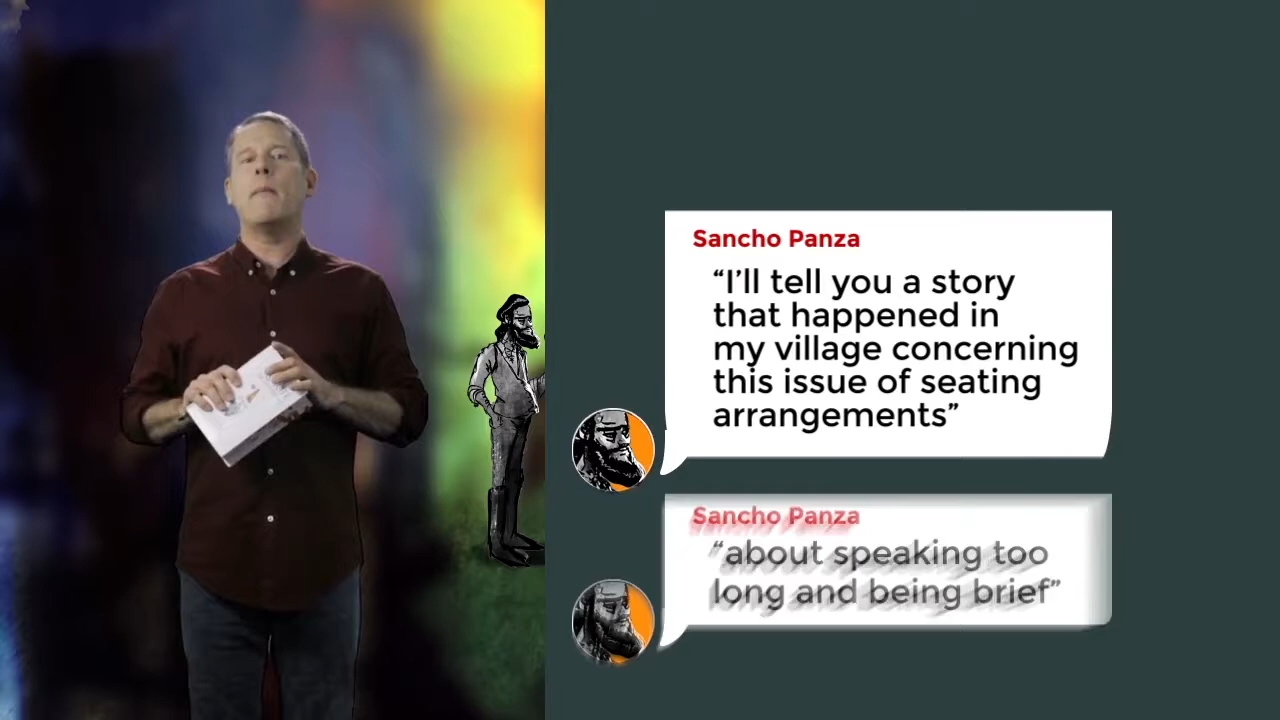 Sancho Panza
“I’ll tell you a story
that happened in
my village concerning
this issue of seating
arrangements”
Sancho Panza
“about speaking too
long and being brief”